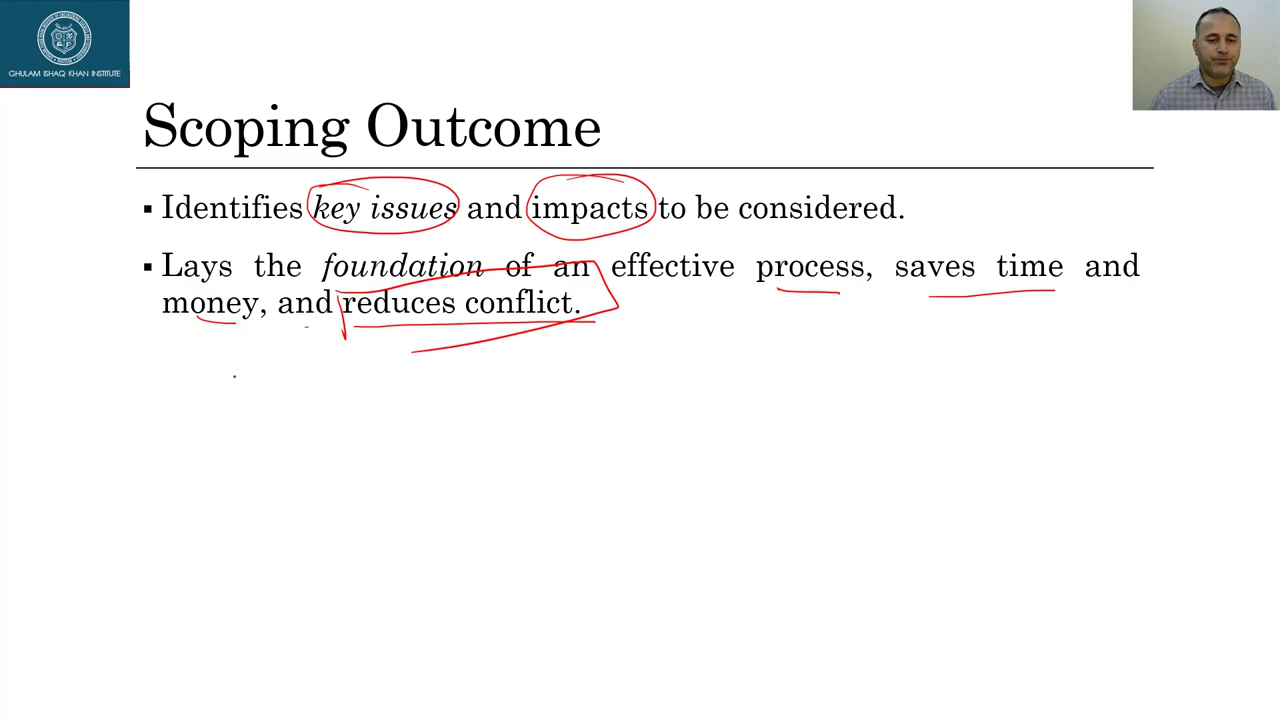 GHULAM ISHAQ KHAN INSTITUTE
Scoping Outcome
▪ Identifies key issues and impacts to be considered.
▪ Lays the foundation of an effective process, saves time and
money, and reduces conflict.